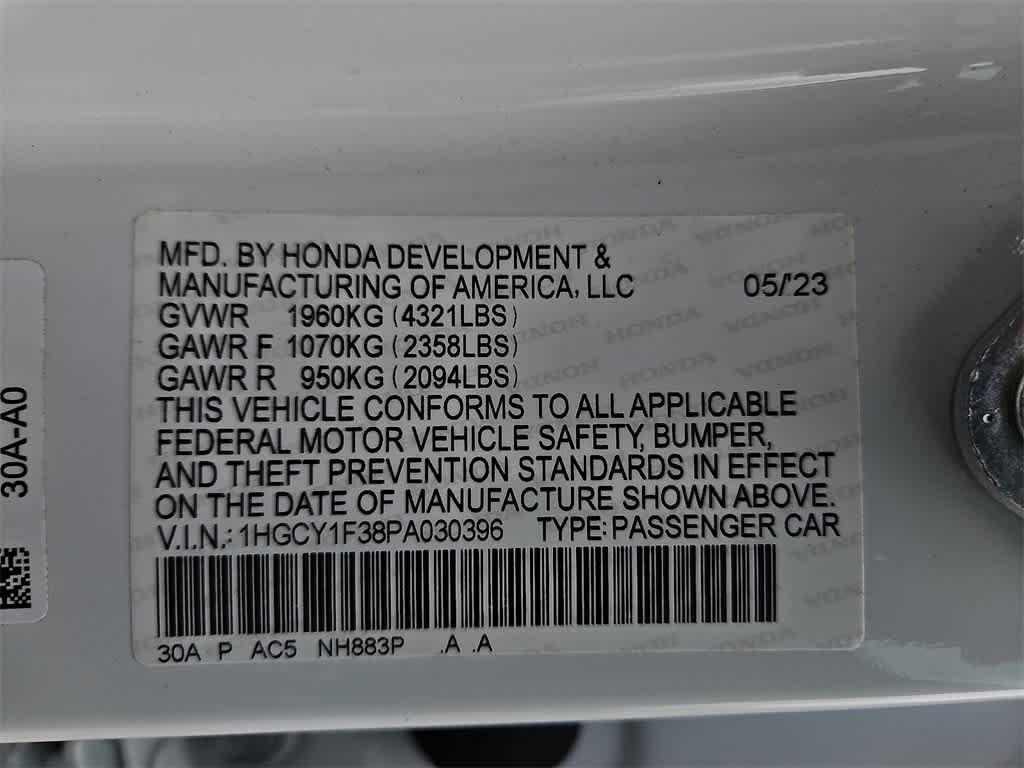 MFD. BY HONDA DEVELOPMENT &
MANUFACTURING OF AMERICA, LLC 05/'23
GVWR 1960KG (4321LBS)
GAWR F 1070KG (2358LBS)
GAWR R 950KG (2094LBS)
THIS VEHICLE CONFORMS TO ALL APPLICABLE
FEDERAL MOTOR VEHICLE SAFETY, BUMPER,
AND THEFT PREVENTION STANDARDS IN EFFECT
ON THE DATE OF MANUFACTURE SHOWN ABOVE.
V.I.N.: 1HGCY1F38PA030396 TYPE: PASSENGER CAR
30A P AC5 NH883P .A .A
30A-A0